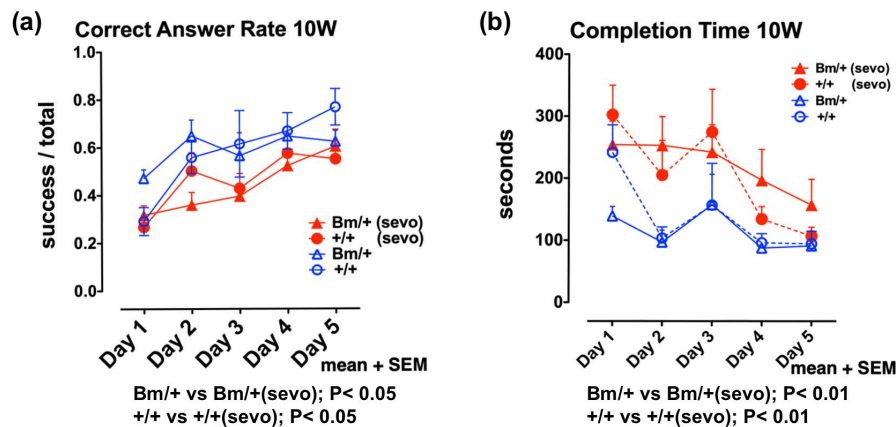 (a)
Correct Answer Rate 10W
success / total
1.0
0.8
0.6
0.4
0.2
0.0
Bm/+ (sevo)
+/+ (sevo)
Bm/+
+/+
Day 1
Day 2
Day 3
Day 4
Day 5
mean + SEM
Bm/+ vs Bm/+(sevo); P< 0.05
+/+ vs +/+(sevo); P< 0.05
(b)
Completion Time 10W
seconds
400
300
200
100
0
Bm/+ (sevo)
+/+ (sevo)
Bm/+
+/+
Day 1
Day 2
Day 3
Day 4
Day 5
mean + SEM
Bm/+ vs Bm/+(sevo); P< 0.01
+/+ vs +/+(sevo); P< 0.01